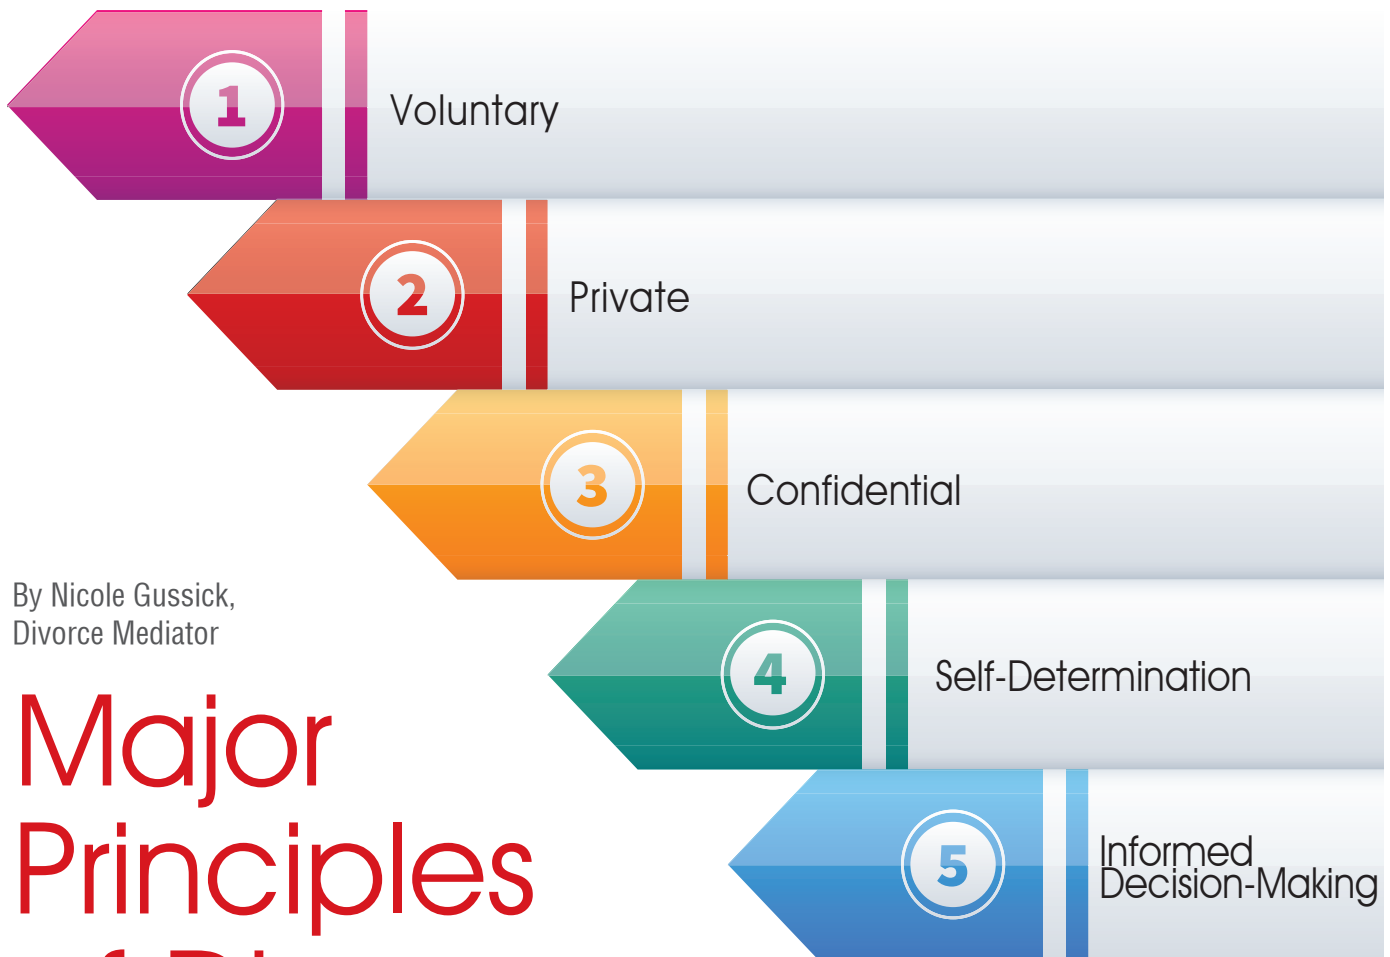 1
Voluntary
2
Private
3
Confidential
4
Self-Determination
5
Informed
Decision-Making
By Nicole Gussick,
Divorce Mediator
Major
Principles